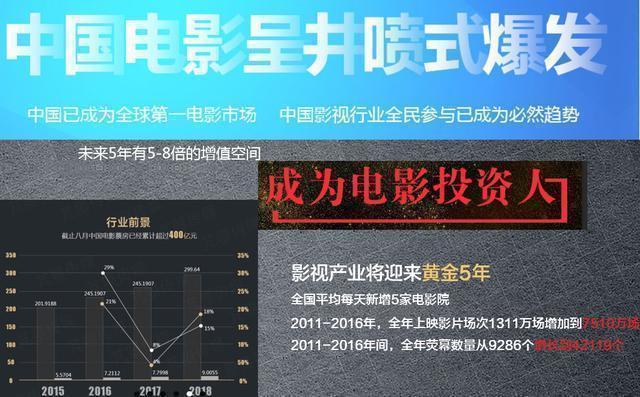 中国电影呈井喷式爆发
中国已成为全球第一电影市场 中国影视行业全民参与已成为必然趋势
未来5年有5-8倍的增值空间
成为电影投资人
行业前景
截止八月中国电影票房已经累计超过400亿元
350 35%
300 30%
250 25%
200 20%
150 15%
100 10%
50 5%
0 0%
201.9188 245.1907 245.1907 299.64
29% 21% 8% 4% 18% 15%
5.5704 7.2112 7.7998 9.0055
2015 2016 2017 2018
影视产业将迎来黄金5年
全国平均每天新增5家电影院
2011-2016年，全年上映影片场次1311万场增加到7510万场
2011-2016年间，全年荧幕数量从9286个增长到42119个